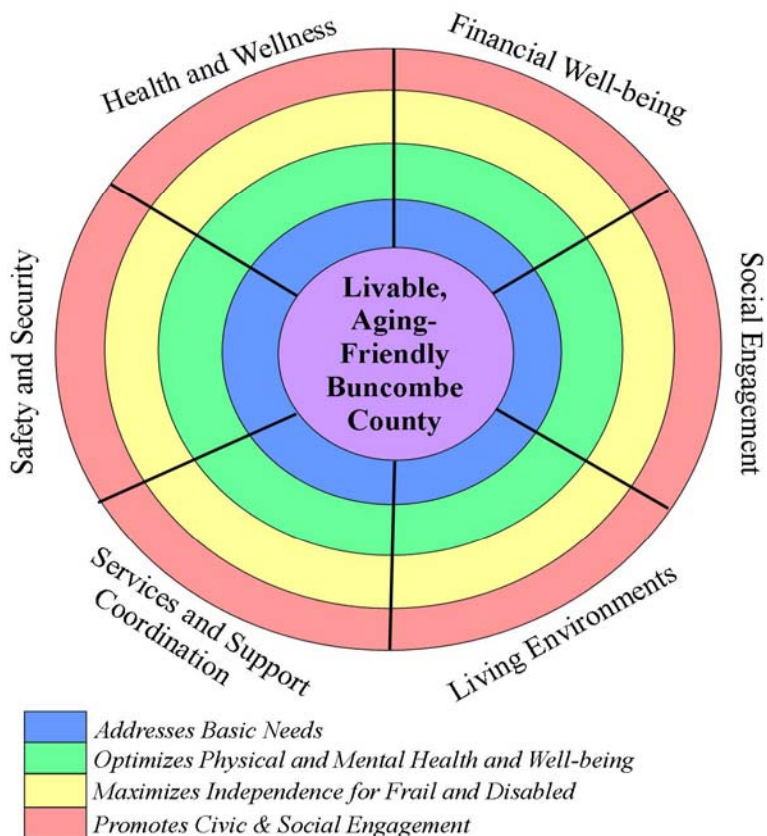 Health and Wellness
Financial Well-being
Safety and Security
Social Engagement
Livable,
Aging-
Friendly
Buncombe
County
Services and Support
Coordination
Living Environments
Addresses Basic Needs
Optimizes Physical and Mental Health and Well-being
Maximizes Independence for Frail and Disabled
Promotes Civic & Social Engagement